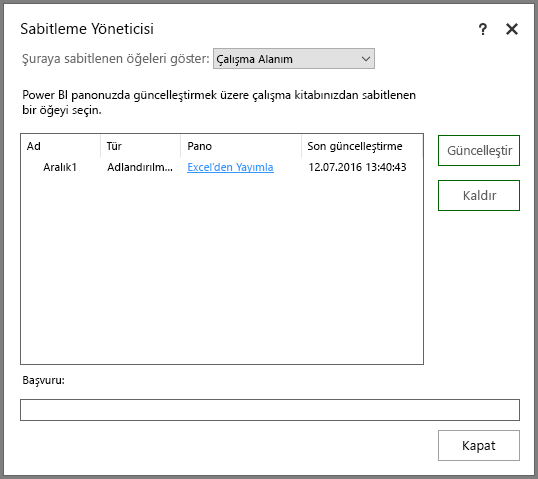 Sabitleme Yöneticisi
?
Şuraya sabitlenen öğeleri göster: Çalışma Alanım
Power BI panonuzda güncelleştirmek üzere çalışma kitabınızdan sabitlenen
bir öğeyi seçin.
Ad Tür Pano Son güncelleştirme
Aralık1 Adlandırılm... Excel'den Yayımla 12.07.2016 13:40:43
Güncelleştir
Kaldır
Başvuru:
Kapat